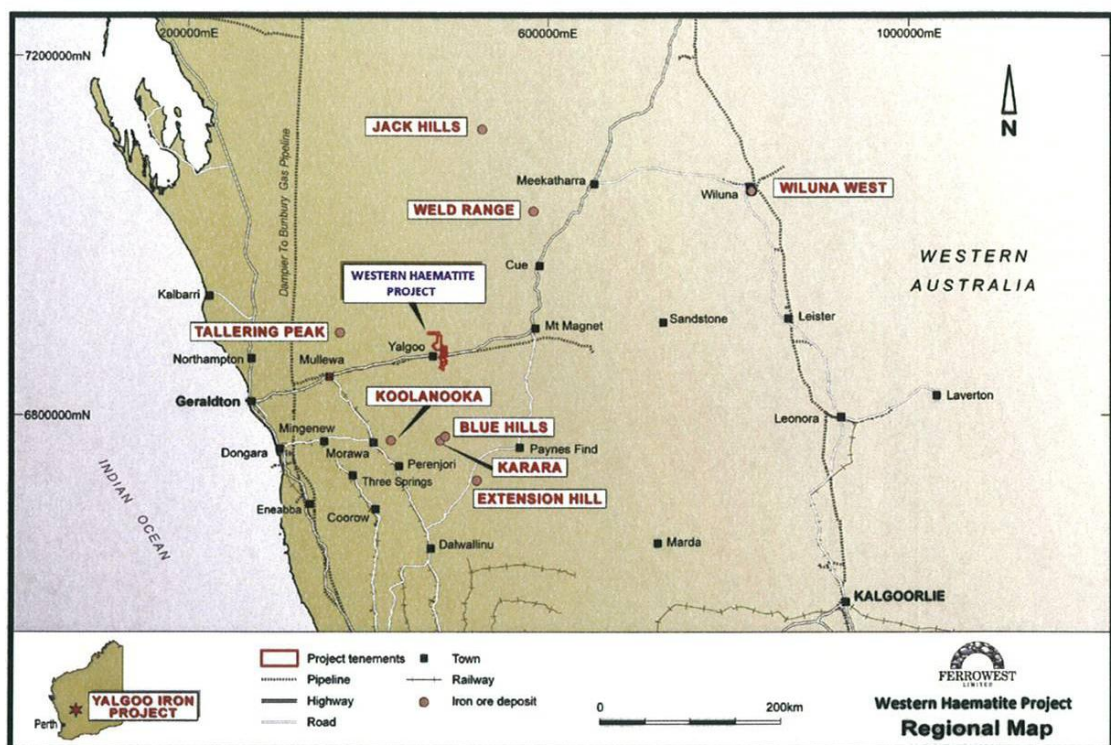 200000mE
600000mE
1000000mE
7200000mN
N
JACK HILLS
Dampier To Bunbury Gas Pipeline
Meekatharra
Wiluna
WILUNA WEST
WELD RANGE
WESTERN
AUSTRALIA
Cue
WESTERN HAEMATITE
PROJECT
Kalbarri
TALLERING PEAK
Sandstone
Leister
Mt Magnet
Yalgoo
Northampton
Mullewa
Geraldton
KOOLANOOKA
Laverton
6800000mN
Leonora
Mingenew
BLUE HILLS
Dongara
Morawa
Paynes Find
Perenjori
KARARA
INDIAN OCEAN
Three Springs
EXTENSION HILL
Eneabba
Coorow
Dalwallinu
Marda
KALGOORLIE
YALGOO IRON
PROJECT
Perth
Project tenements
Pipeline
Highway
Road
Town
Railway
Iron ore deposit
0
200km
FERROWEST
LIMITED
Western Haematite Project
Regional Map